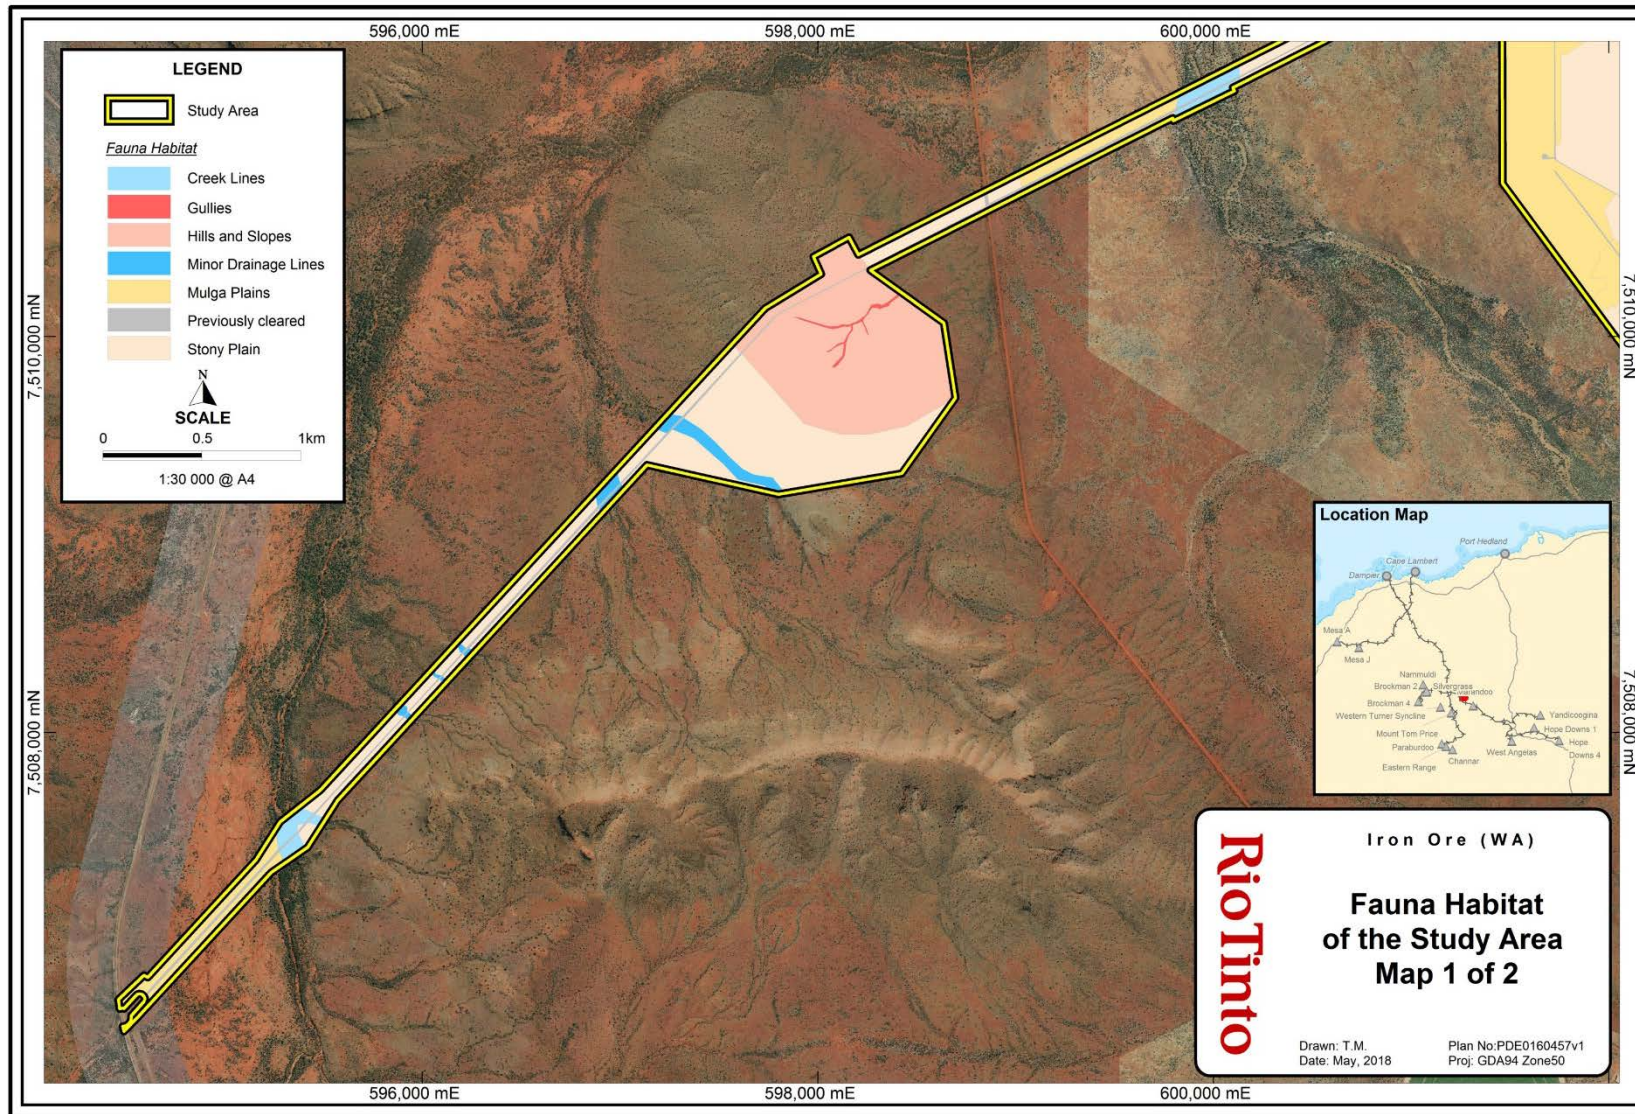 596,000 mE
598,000 mE
600,000 mE
LEGEND
Study Area
Fauna Habitat
Creek Lines
Gullies
Hills and Slopes
Minor Drainage Lines
Mulga Plains
Previously cleared
Stony Plain
N
SCALE
0 0.5 1km
1:30 000 @ A4
7,510,000 mN
7,510,000 mN
7,508,000 mN
7,508,000 mN
Location Map
Port Hedland
Cape Lambert
Dampier
Mesa A
Mesa J
Nammuldi
Brockman 2
Silvergrass
Brockman 4
Western Turner Syncline
Yandicoogina
Mount Tom Price
Hope Downs 1
Paraburdoo
West Angelas
Hope
Downs 4
Channar
Eastern Range
RioTinto
Iron Ore (WA)
Fauna Habitat
of the Study Area
Map 1 of 2
Drawn: T.M.
Plan No:PDE0160457v1
Date: May, 2018
Proj: GDA94 Zone50
596,000 mE
598,000 mE
600,000 mE